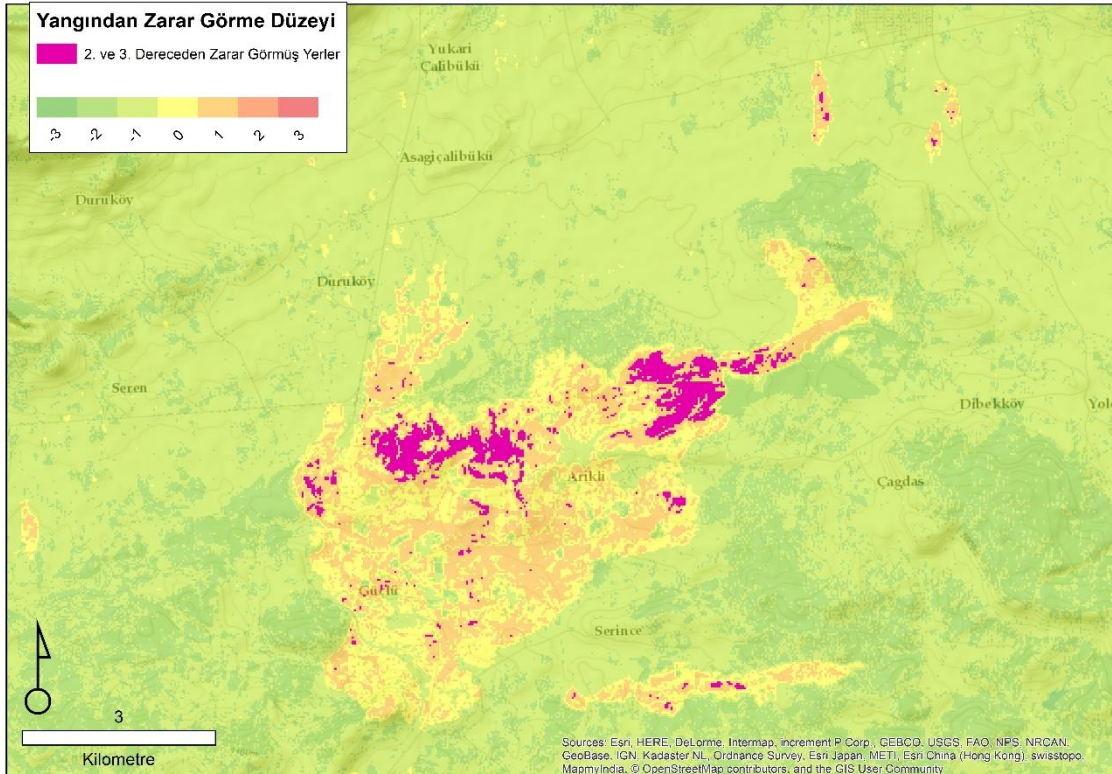 Yangından Zarar Görme Düzeyi
2. ve 3. Dereceden Zarar Görmüş Yerler
-3 -2 -1 0 1 2 3
Yukari
Çalibükü
Asagiçalibükü
Duruköy
Duruköy
Seren
Dibekköy
Yol
Arikli
Çagdas
Güçlü
Serince
3
Kilometre
Sources: Esri, HERE, DeLorme, Intermap, increment P Corp., GEBCO, USGS, FAO, NPS, NRCAN,
GeoBase, IGN, Kadaster NL, Ordnance Survey, Esri Japan, METI, Esri China (Hong Kong), swisstopo,
MapmyIndia, © OpenStreetMap contributors, and the GIS User Community